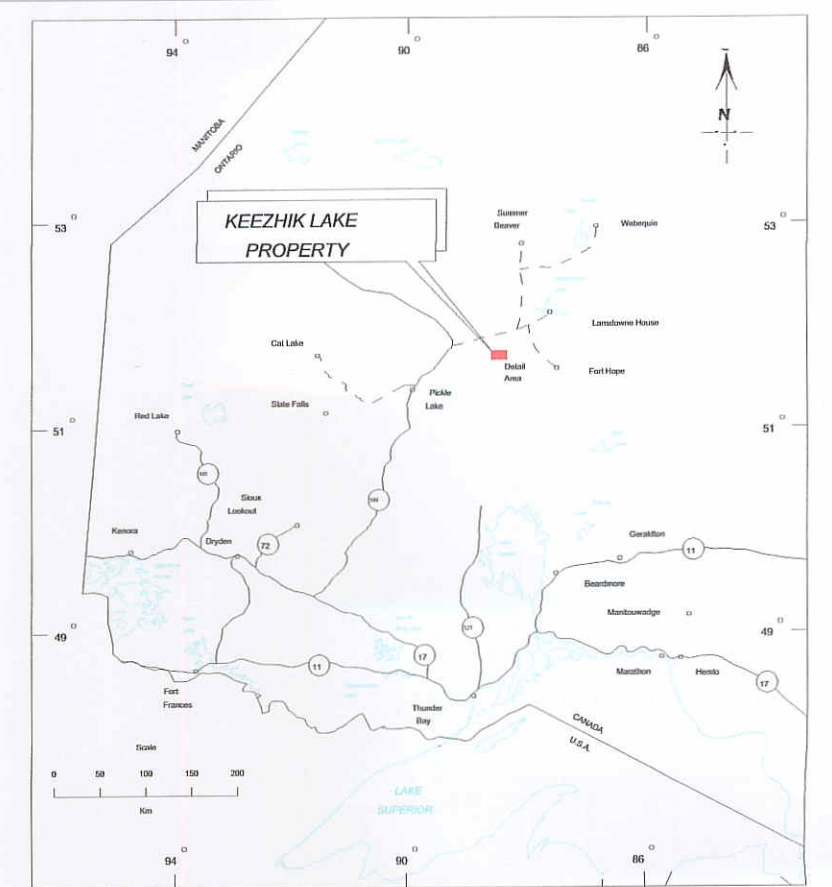 94°
90°
86°
N
MANITOBA
ONTARIO
KEEZHIK LAKE
PROPERTY
53°
53°
Summer
Beaver
Webequie
Lansdowne House
Cat Lake
Detail
Area
Fort Hope
Pickle
Lake
Slate Falls
Red Lake
51°
51°
Sioux
Lookout
Kenora
Dryden
72
Geraldton
11
Beardmore
Manitouwadge
49°
49°
527
11
17
Marathon
Hemlo
17
Fort
Frances
Thunder
Bay
CANADA
U.S.A.
Scale
0 50 100 150 200
Km
LAKE
SUPERIOR
94°
90°
86°